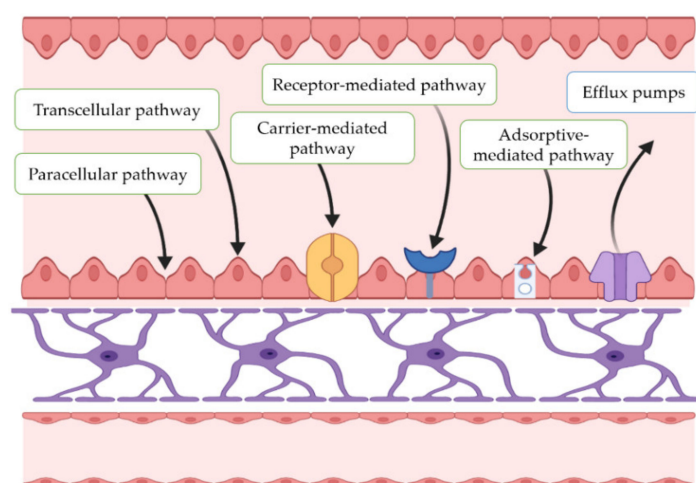 Receptor-mediated pathway
Efflux pumps
Transcellular pathway
Carrier-mediated
pathway
Adsorptive-
mediated pathway
Paracellular pathway